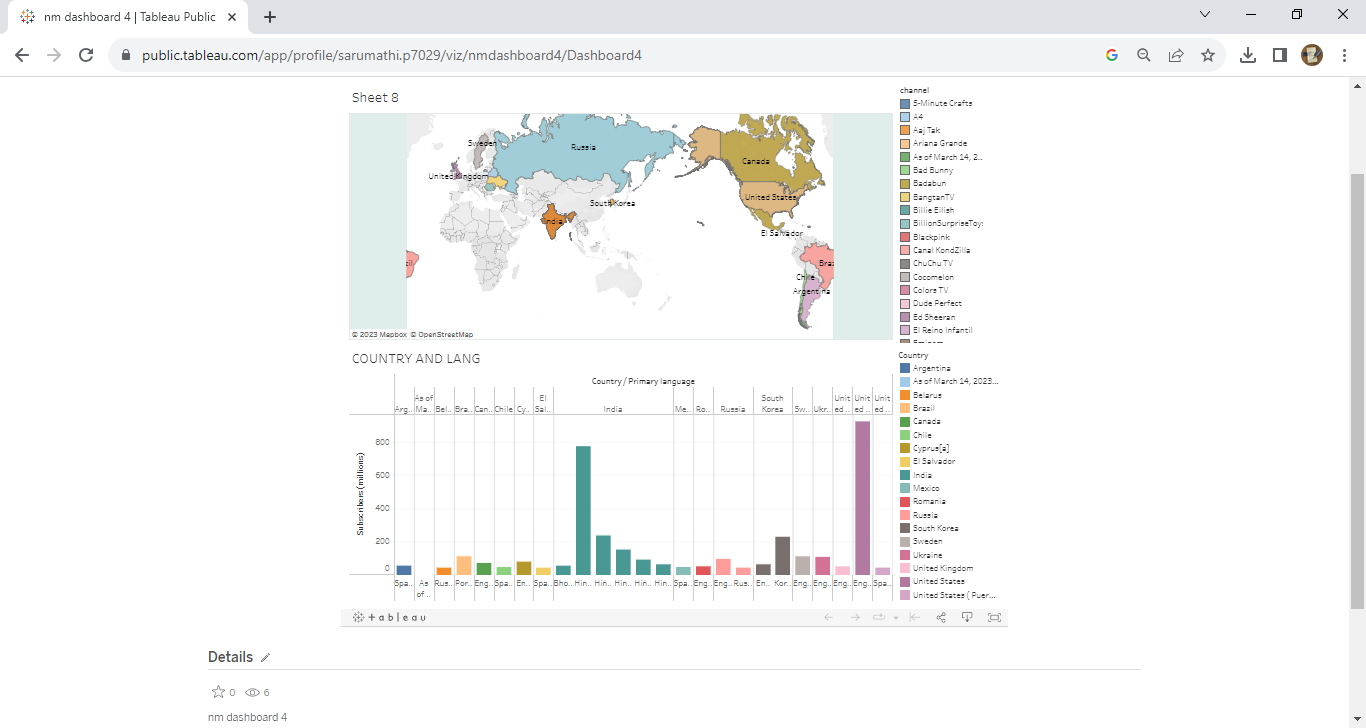 nm dashboard 4 | Tableau Public
public.tableau.com/app/profile/sarumathi.p7029/viz/nmdashboard4/Dashboard4
Sheet 8
Sweden
Russia
United Kingdom
South Korea
India
Canada
United States
El Salvador
zil
Braz
Chile
Argentina
© 2023 Mapbox © OpenStreetMap
channel
5-Minute Crafts
A4
Aaj Tak
Ariana Grande
As of March 14, 2..
Bad Bunny
Badabun
BangtanTV
Billie Eilish
BillionSurpriseToy:
Blackpink
Canal KondZilla
ChuChu TV
Cocomelon
Colors TV
Dude Perfect
Ed Sheeran
El Reino Infantil
COUNTRY AND LANG
Country / Primary language
Arg.. As of Ma.. Bel.. Bra.. Can.. Chile Cy.. El Sal.. India Me.. Ro.. Russia South Korea Sw.. Ukr.. Unit ed .. Unit ed .. Unit ed ..
Subscribers (millions)
800
600
400
200
0
Spa.. As of .. Rus.. Por.. Eng.. Spa.. En.. Spa.. Bho.. Hin.. Hin.. Hin.. Hin.. Hin.. Spa.. Eng.. Eng.. Rus.. En.. Kor.. Eng.. Eng.. Eng.. Eng.. Spa..
Country
Argentina
As of March 14, 2023...
Belarus
Brazil
Canada
Chile
Cyprus[a]
El Salvador
India
Mexico
Romania
Russia
South Korea
Sweden
Ukraine
United Kingdom
United States
United States ( Puer...
+ a b l e a u
Details
0 6
nm dashboard 4